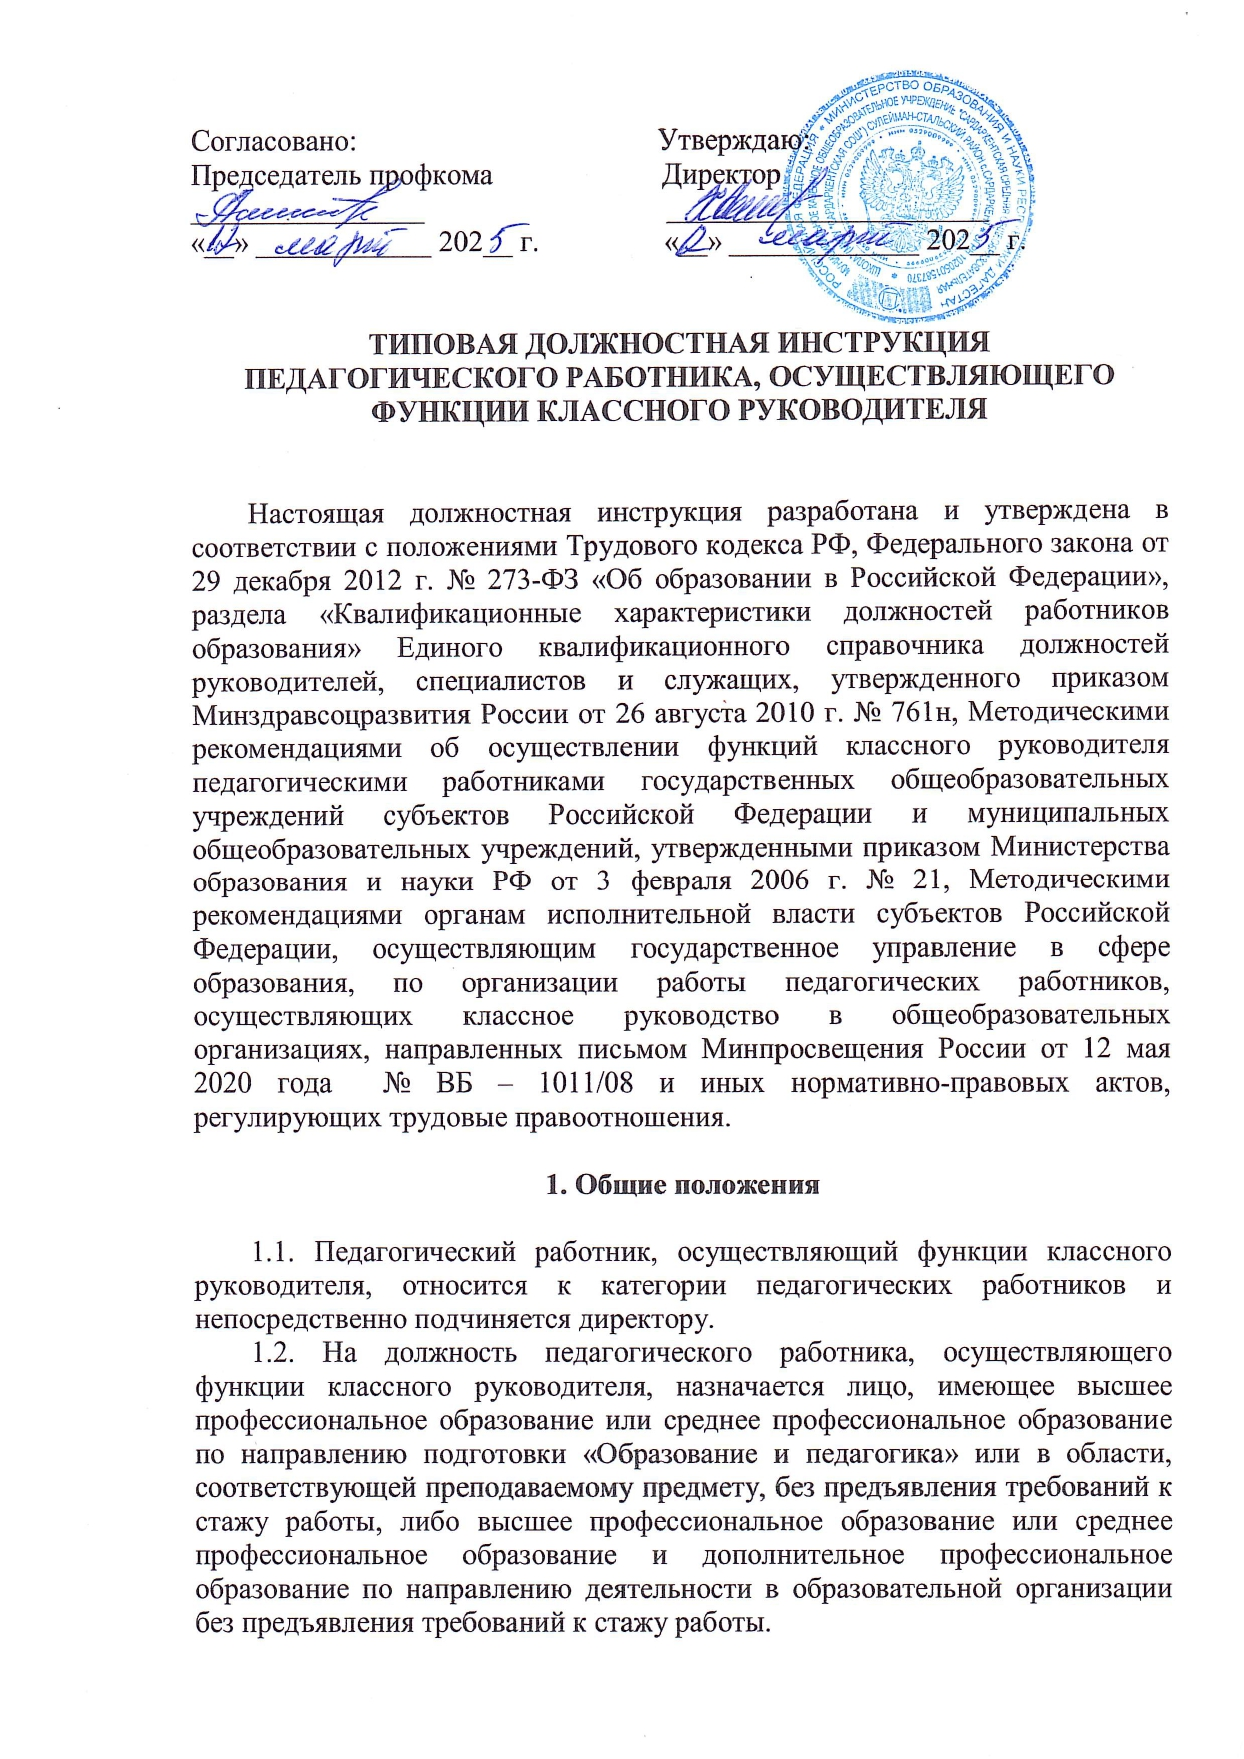 Согласовано: Утверждаю:
Председатель профкома Директор
« » марта 2025 г. « » марта 2025 г.
ТИПОВАЯ ДОЛЖНОСТНАЯ ИНСТРУКЦИЯ
ПЕДАГОГИЧЕСКОГО РАБОТНИКА, ОСУЩЕСТВЛЯЮЩЕГО
ФУНКЦИИ КЛАССНОГО РУКОВОДИТЕЛЯ
Настоящая должностная инструкция разработана и утверждена в
соответствии с положениями Трудового кодекса РФ, Федерального закона от
29 декабря 2012 г. № 273-ФЗ «Об образовании в Российской Федерации»,
раздела «Квалификационные характеристики должностей работников
образования» Единого квалификационного справочника должностей
руководителей, специалистов и служащих, утвержденного приказом
Минздравсоцразвития России от 26 августа 2010 г. № 761н, Методическими
рекомендациями об осуществлении функций классного руководителя
педагогическими работниками государственных общеобразовательных
учреждений субъектов Российской Федерации и муниципальных
общеобразовательных учреждений, утвержденными приказом Министерства
образования и науки РФ от 3 февраля 2006 г. № 21, Методическими
рекомендациями органам исполнительной власти субъектов Российской
Федерации, осуществляющим государственное управление в сфере
образования, по организации работы педагогических работников,
осуществляющих классное руководство в общеобразовательных
организациях, направленных письмом Минпросвещения России от 12 мая
2020 года № ВБ – 1011/08 и иных нормативно-правовых актов,
регулирующих трудовые правоотношения.
1. Общие положения
1.1. Педагогический работник, осуществляющий функции классного
руководителя, относится к категории педагогических работников и
непосредственно подчиняется директору.
1.2. На должность педагогического работника, осуществляющего
функции классного руководителя, назначается лицо, имеющее высшее
профессиональное образование или среднее профессиональное образование
по направлению подготовки «Образование и педагогика» или в области,
соответствующей преподаваемому предмету, без предъявления требований к
стажу работы, либо высшее профессиональное образование или среднее
профессиональное образование и дополнительное профессиональное
образование по направлению деятельности в образовательной организации
без предъявления требований к стажу работы.